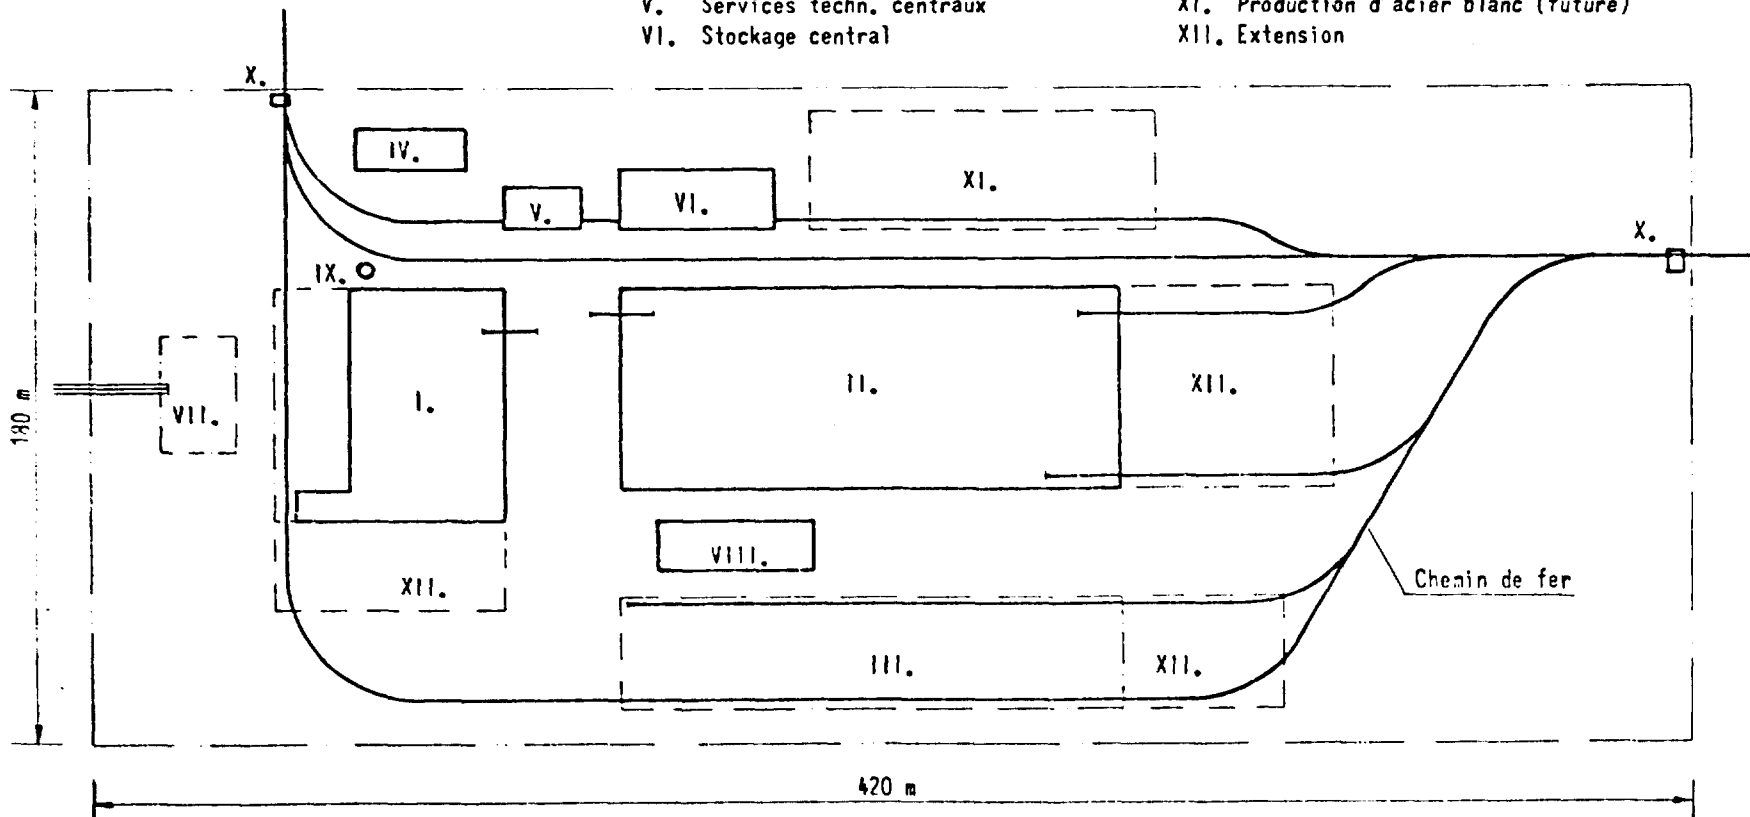 V. Services techn. centraux
XI. Production d'acier blanc (future)
VI. Stockage central
XII. Extension
X.
IV.
V.
VI.
XI.
X.
IX.
I.
II.
XII.
VII.
180 m
VIII.
XII.
Chemin de fer
III.
XII.
420 m